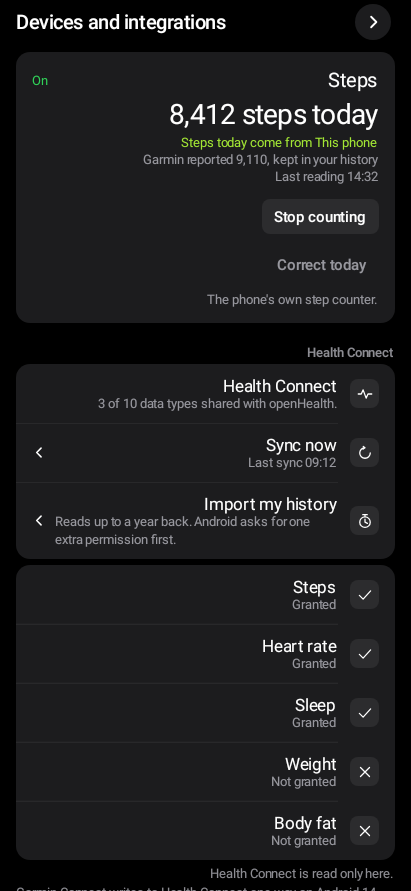 Devices and integrations
On
Steps
8,412 steps today
Steps today come from This phone
Garmin reported 9,110, kept in your history
Last reading 14:32
Stop counting
Correct today
The phone's own step counter.
Health Connect
Health Connect
3 of 10 data types shared with openHealth.
Sync now
Last sync 09:12
Import my history
Reads up to a year back. Android asks for one
extra permission first.
Steps
Granted
Heart rate
Granted
Sleep
Granted
Weight
Not granted
Body fat
Not granted
Health Connect is read only here.